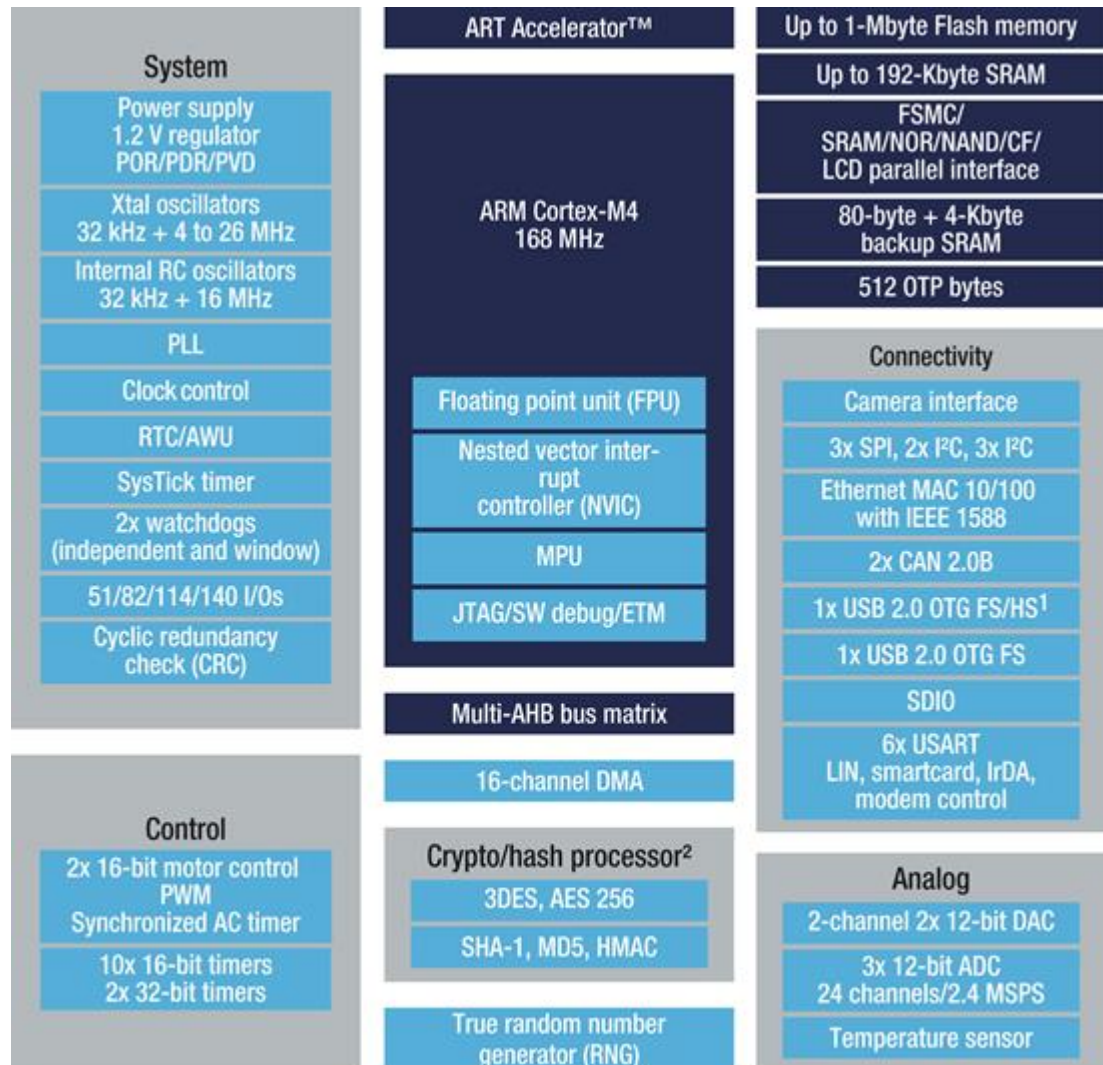 System
Power supply
1.2 V regulator
POR/PDR/PVD
Xtal oscillators
32 kHz + 4 to 26 MHz
Internal RC oscillators
32 kHz + 16 MHz
PLL
Clock control
RTC/AWU
SysTick timer
2x watchdogs
(independent and window)
51/82/114/140 I/Os
Cyclic redundancy
check (CRC)
Control
2x 16-bit motor control
PWM
Synchronized AC timer
10x 16-bit timers
2x 32-bit timers
ART Accelerator™
ARM Cortex-M4
168 MHz
Floating point unit (FPU)
Nested vector inter-
rupt
controller (NVIC)
MPU
JTAG/SW debug/ETM
Multi-AHB bus matrix
16-channel DMA
Crypto/hash processor²
3DES, AES 256
SHA-1, MD5, HMAC
True random number
generator (RNG)
Up to 1-Mbyte Flash memory
Up to 192-Kbyte SRAM
FSMC/
SRAM/NOR/NAND/CF/
LCD parallel interface
80-byte + 4-Kbyte
backup SRAM
512 OTP bytes
Connectivity
Camera interface
3x SPI, 2x I²C, 3x I²C
Ethernet MAC 10/100
with IEEE 1588
2x CAN 2.0B
1x USB 2.0 OTG FS/HS¹
1x USB 2.0 OTG FS
SDIO
6x USART
LIN, smartcard, IrDA,
modem control
Analog
2-channel 2x 12-bit DAC
3x 12-bit ADC
24 channels/2.4 MSPS
Temperature sensor